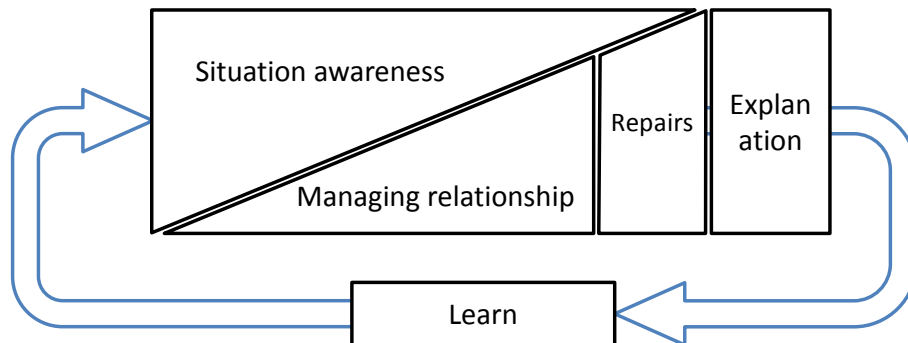 Situation awareness
Managing relationship
Repairs
Explan
ation
Learn